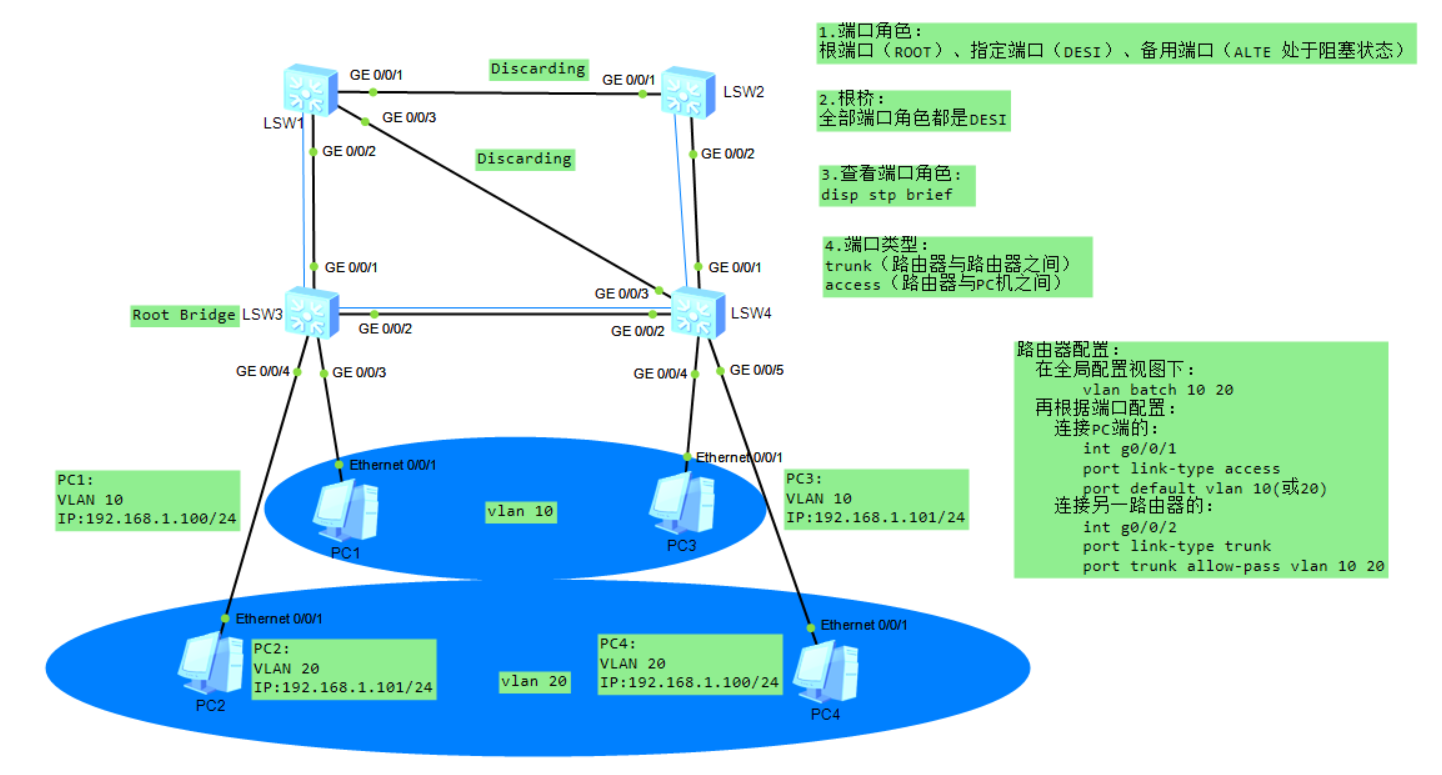 1.端口角色：
根端口（ROOT）、指定端口（DESI）、备用端口（ALTE 处于阻塞状态）
2.根桥：
全部端口角色都是DESI
3.查看端口角色：
disp stp brief
4.端口类型：
trunk（路由器与路由器之间）
access（路由器与PC机之间）
路由器配置：
在全局配置视图下：
vlan batch 10 20
再根据端口配置：
连接PC端的：
int g0/0/1
port link-type access
port default vlan 10(或20)
连接另一路由器的：
int g0/0/2
port link-type trunk
port trunk allow-pass vlan 10 20
LSW1
GE 0/0/1
Discarding
GE 0/0/1
LSW2
GE 0/0/3
GE 0/0/2
Discarding
GE 0/0/2
GE 0/0/1
GE 0/0/1
GE 0/0/3
Root Bridge
LSW3
GE 0/0/2
GE 0/0/2
LSW4
GE 0/0/4
GE 0/0/3
GE 0/0/4
GE 0/0/5
Ethernet 0/0/1
Ethernet 0/0/1
PC1:
VLAN 10
IP:192.168.1.100/24
vlan 10
PC3:
VLAN 10
IP:192.168.1.101/24
PC1
PC3
Ethernet 0/0/1
Ethernet 0/0/1
PC2:
VLAN 20
IP:192.168.1.101/24
vlan 20
PC4:
VLAN 20
IP:192.168.1.100/24
PC2
PC4